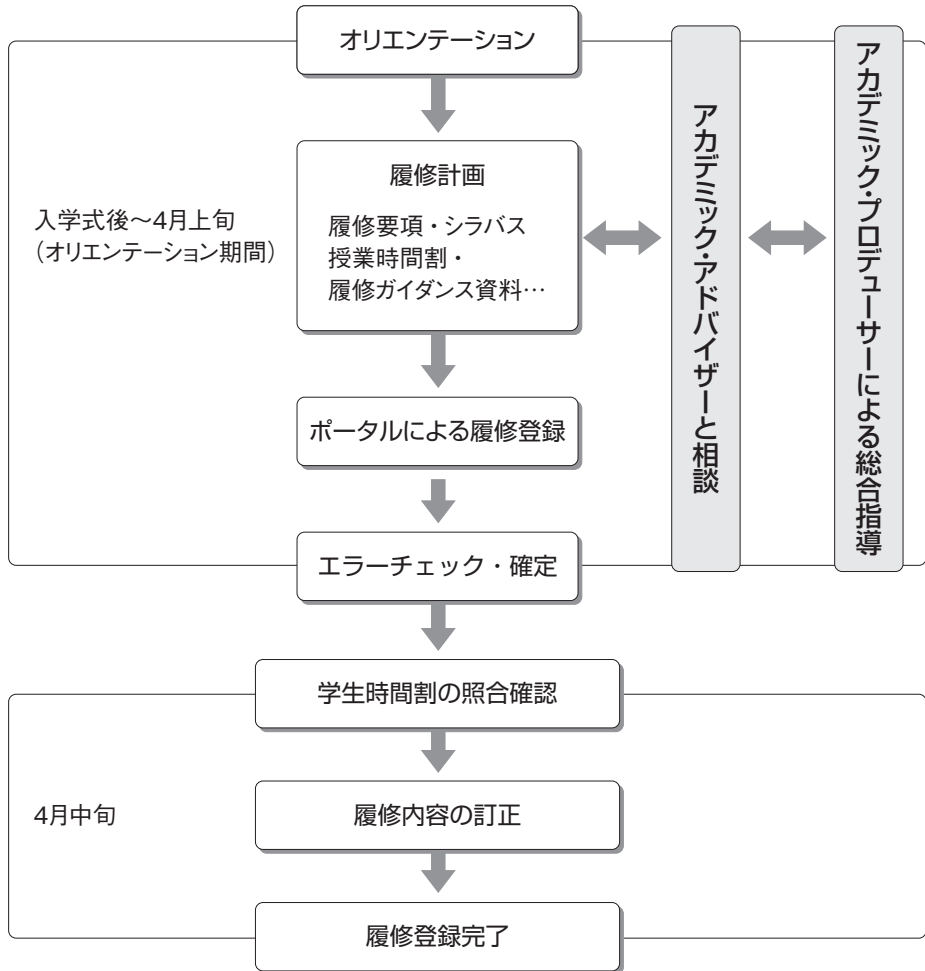 オリエンテーション
履修計画
履修要項・シラバス
授業時間割・
履修ガイダンス資料…
入学式後～4月上旬
（オリエンテーション期間）
アカデミック・アドバイザーと相談
アカデミック・プロデューサーによる総合指導
ポータルによる履修登録
エラーチェック・確定
学生時間割の照合確認
4月中旬
履修内容の訂正
履修登録完了